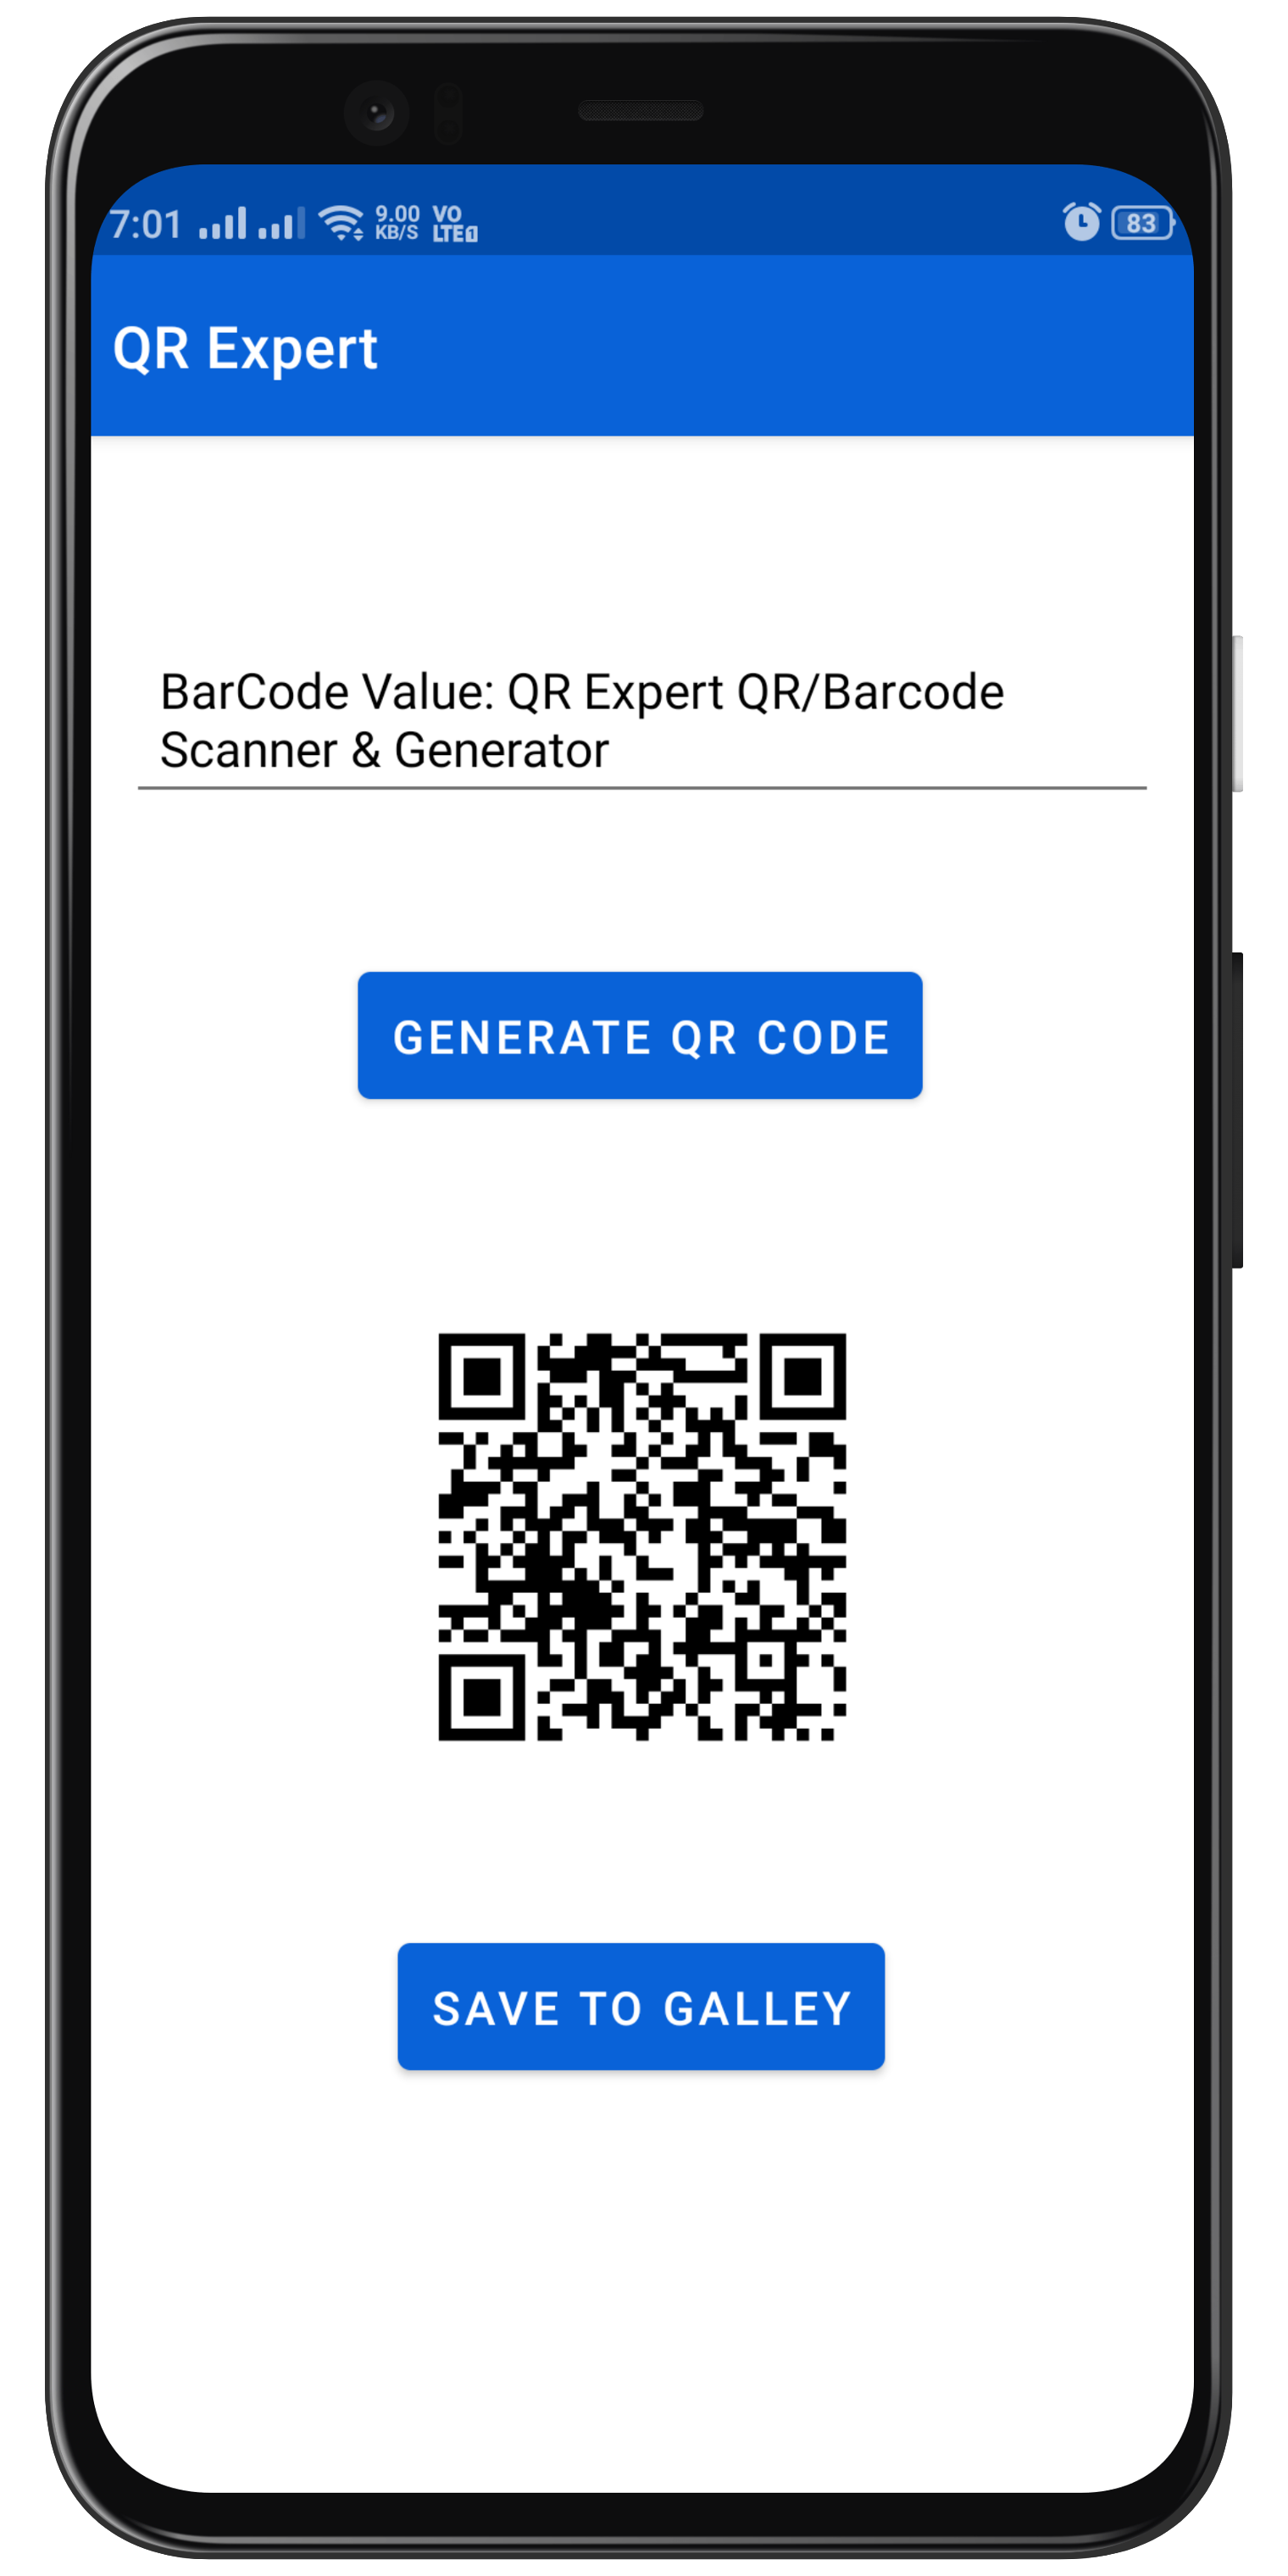 7:01 9.00 KB/S VO LTE 1 83
QR Expert
BarCode Value: QR Expert QR/Barcode
Scanner & Generator
GENERATE QR CODE
SAVE TO GALLEY